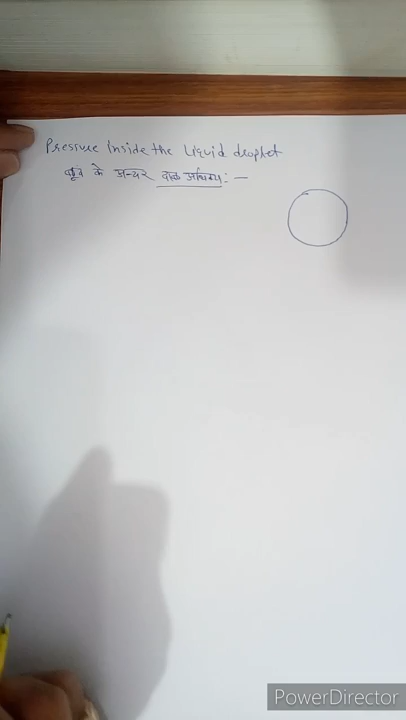 Pressure inside the Liquid droplet
बूंद के अन्दर दाब आधिक्य :-
PowerDirector